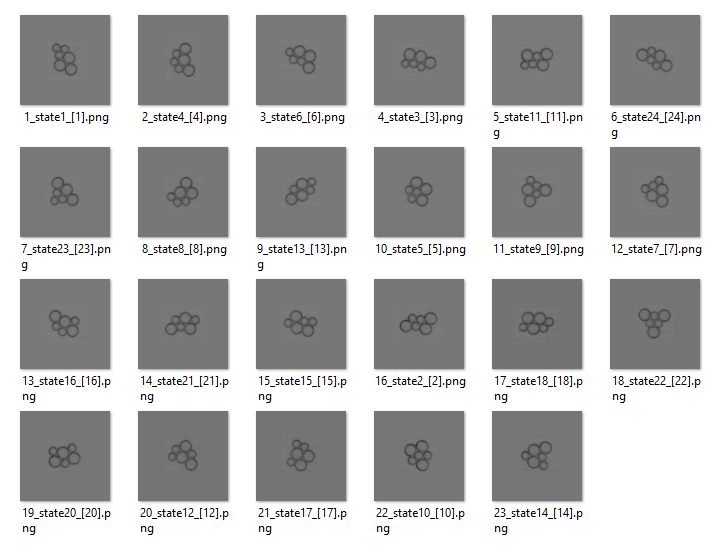 1_state1_[1].png 2_state4_[4].png 3_state6_[6].png 4_state3_[3].png 5_state11_[11].pn 6_state24_[24].pn
g g
7_state23_[23].pn 8_state8_[8].png 9_state13_[13].pn 10_state5_[5].png 11_state9_[9].png 12_state7_[7].png
g g
13_state16_[16].p 14_state21_[21].p 15_state15_[15].p 16_state2_[2].png 17_state18_[18].p 18_state22_[22].p
ng ng ng ng ng
19_state20_[20].p 20_state12_[12].p 21_state17_[17].p 22_state10_[10].p 23_state14_[14].p
ng ng ng ng ng